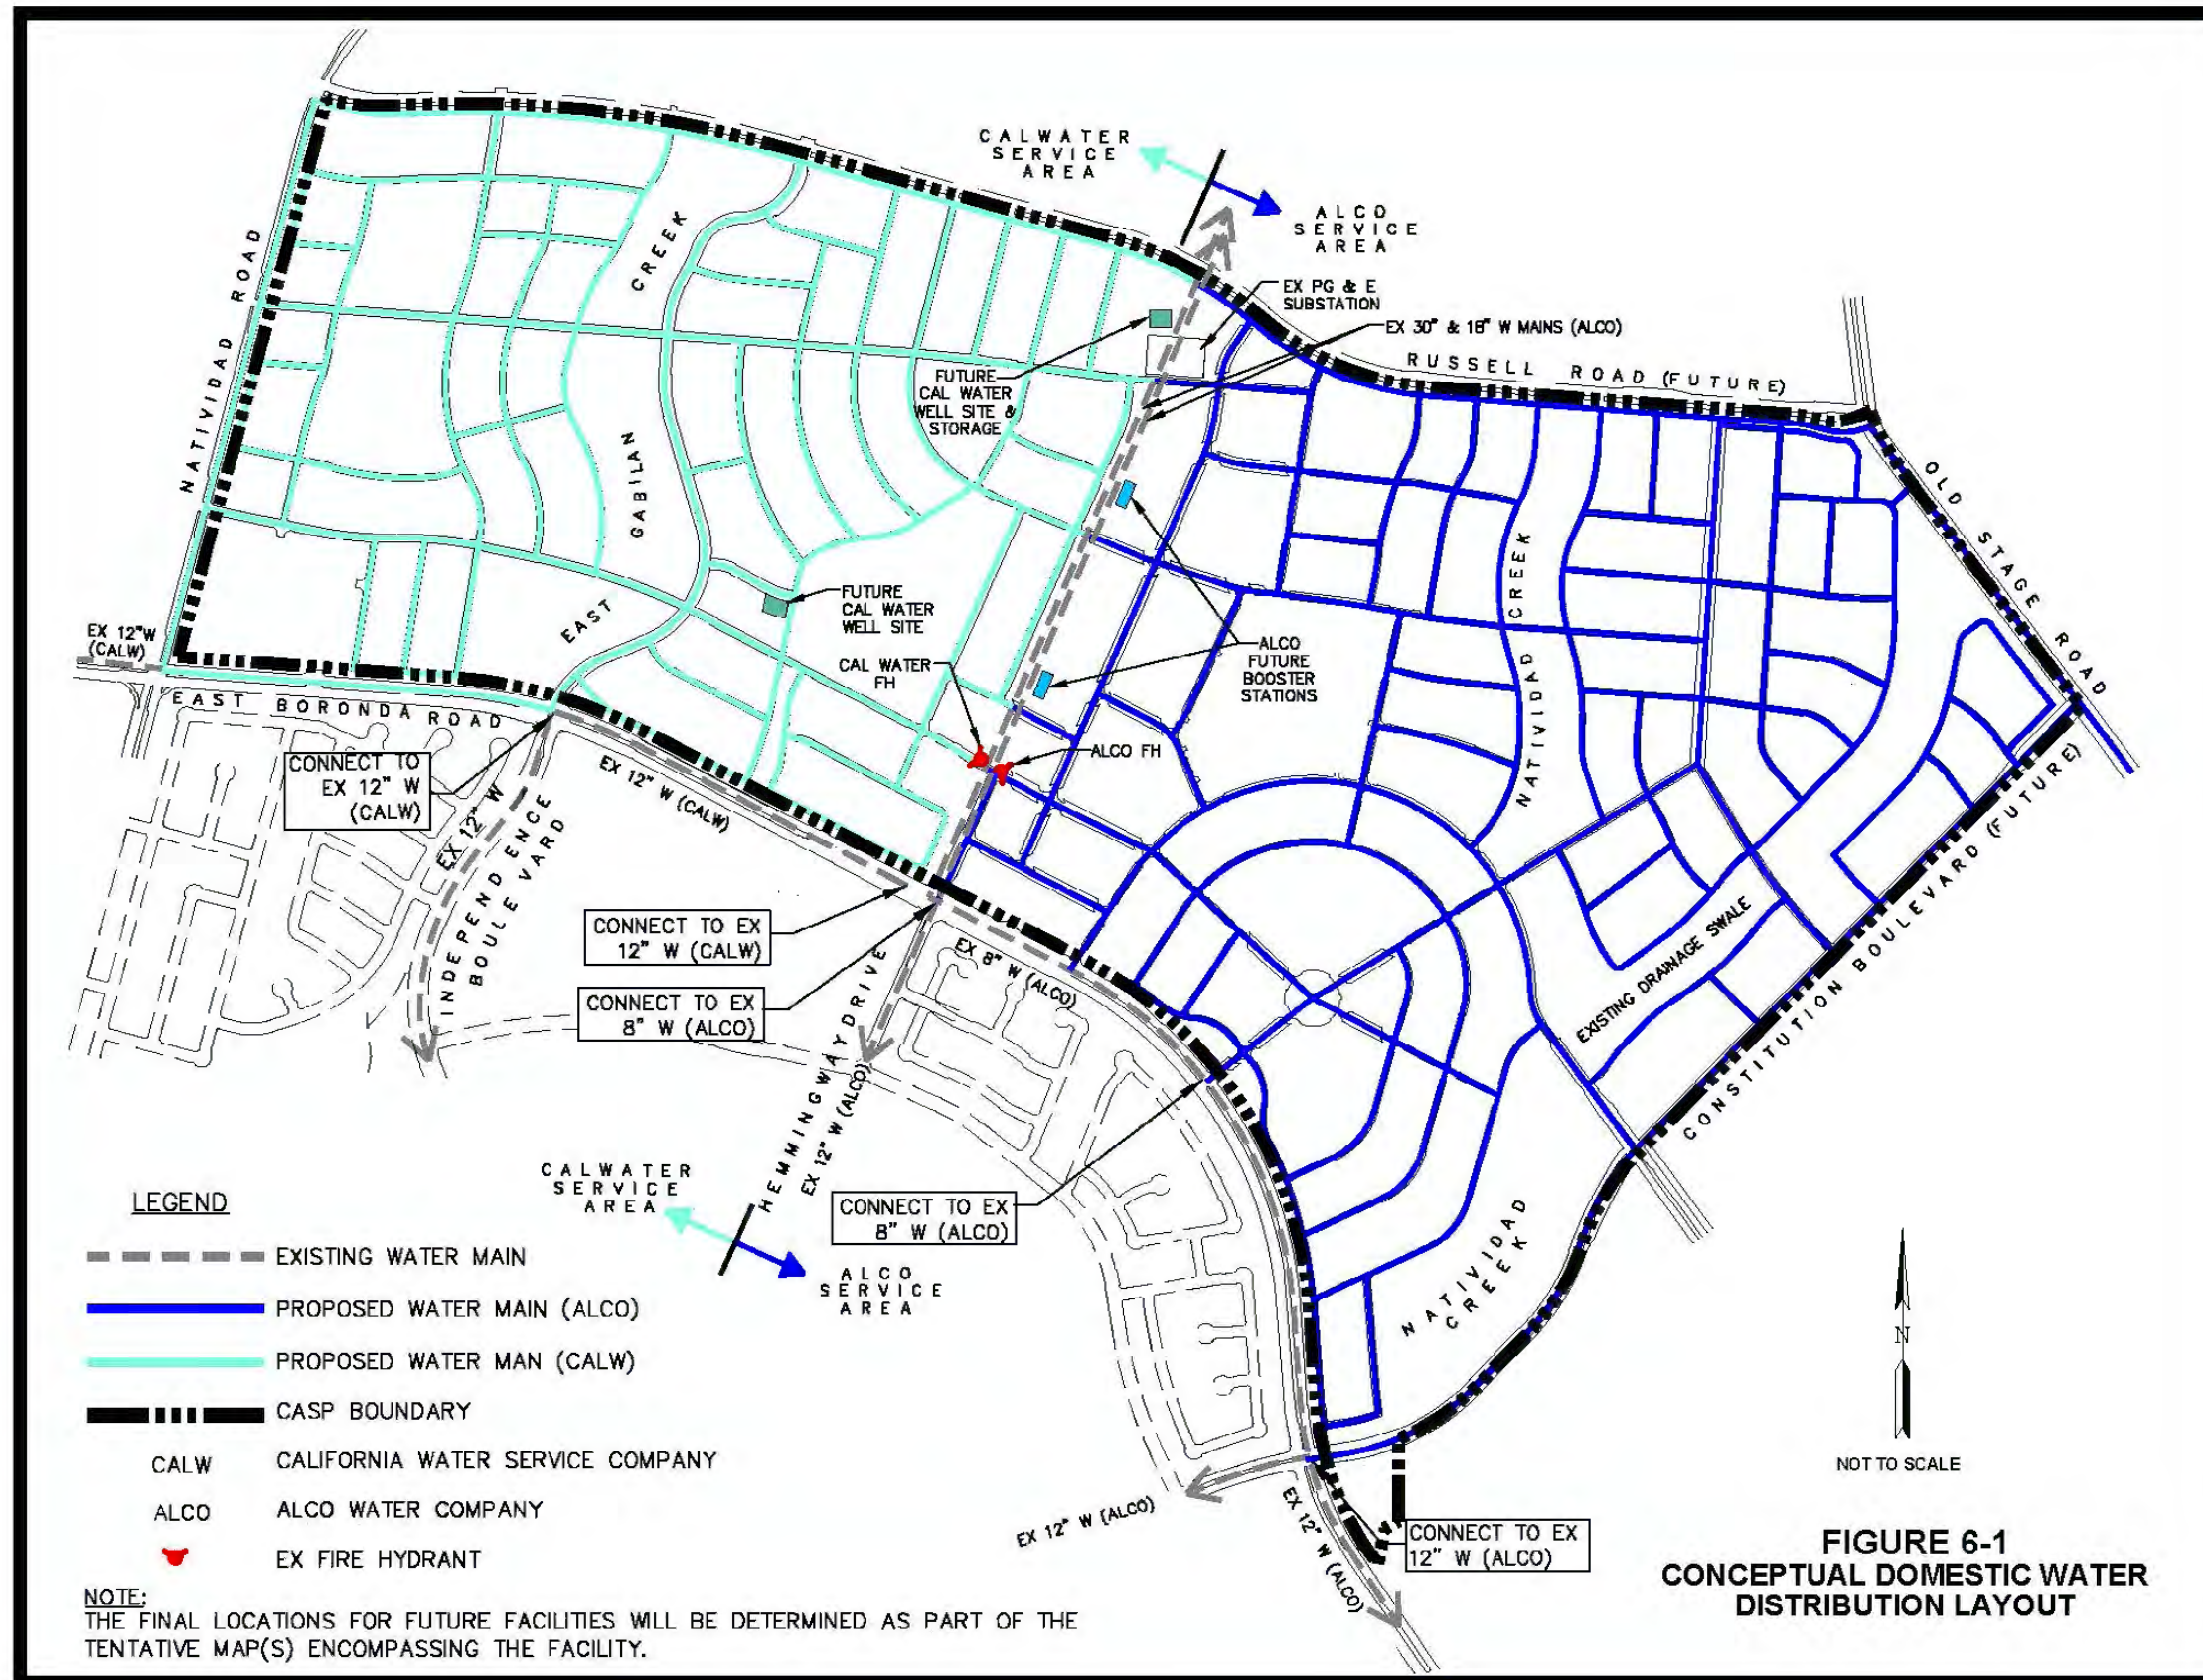 CALWATER
SERVICE
AREA
ALCO
SERVICE
AREA
EX PG & E
SUBSTATION
EX 30" & 18" W MAINS (ALCO)
RUSSELL ROAD (FUTURE)
NATIVIDAD ROAD
CREEK
GABILAN
EAST
FUTURE
CAL WATER
WELL SITE &
STORAGE
OLD STAGE ROAD
NATIVIDAD CREEK
FUTURE
CAL WATER
WELL SITE
CAL WATER
FH
ALCO
FUTURE
BOOSTER
STATIONS
ALCO FH
EX 12"W
(CALW)
EAST BORONDA ROAD
CONNECT TO
EX 12" W
(CALW)
EX 12" W
INDEPENDENCE
BOULEVARD
EX 12" W (CALW)
CONNECT TO EX
12" W (CALW)
CONNECT TO EX
8" W (ALCO)
EX 8" W (ALCO)
HEMMINGWAY DRIVE
EX 12" W (ALCO)
EXISTING DRAINAGE SWALE
CONSTITUTION BOULEVARD (FUTURE)
CALWATER
SERVICE
AREA
ALCO
SERVICE
AREA
CONNECT TO EX
8" W (ALCO)
NATIVIDAD
CREEK
EX 12" W (ALCO)
EX 12" W (ALCO)
CONNECT TO EX
12" W (ALCO)
LEGEND
EXISTING WATER MAIN
PROPOSED WATER MAIN (ALCO)
PROPOSED WATER MAN (CALW)
CASP BOUNDARY
CALW CALIFORNIA WATER SERVICE COMPANY
ALCO ALCO WATER COMPANY
EX FIRE HYDRANT
NOTE:
THE FINAL LOCATIONS FOR FUTURE FACILITIES WILL BE DETERMINED AS PART OF THE
TENTATIVE MAP(S) ENCOMPASSING THE FACILITY.
N
NOT TO SCALE
FIGURE 6-1
CONCEPTUAL DOMESTIC WATER
DISTRIBUTION LAYOUT